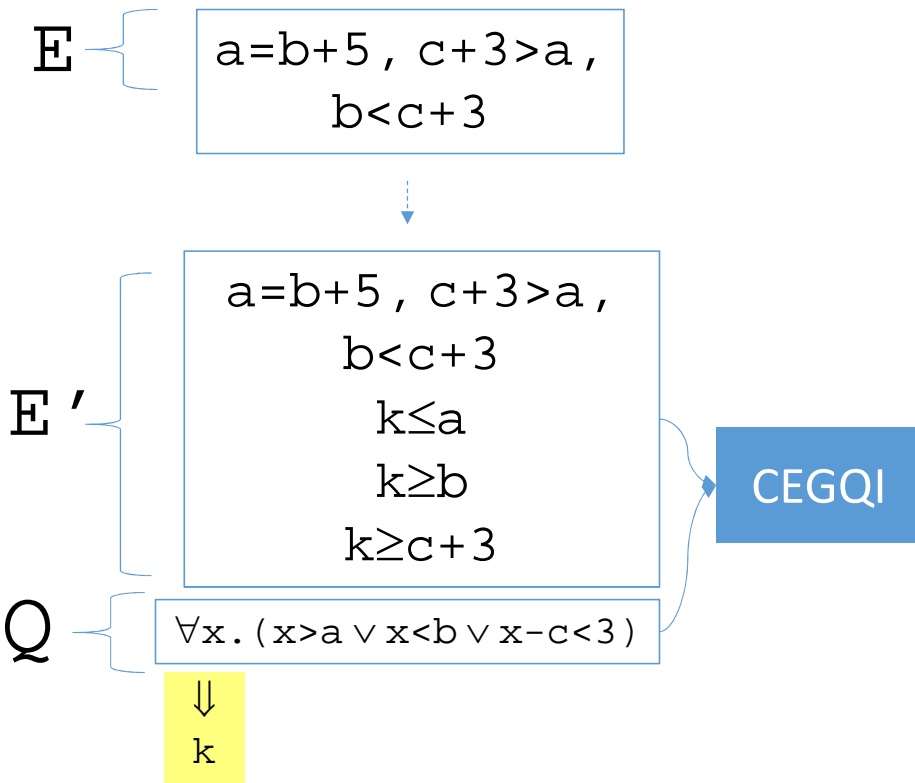 E
a=b+5, c+3>a,
b<c+3
E'
a=b+5, c+3>a,
b<c+3
k≤a
k≥b
k≥c+3
CEGQI
Q
∀x.(x>a∨x<b∨x-c<3)
⇓
k